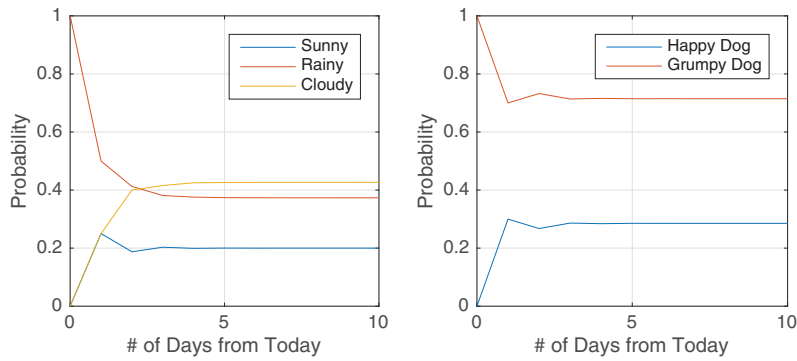 Sunny
Rainy
Cloudy
Probability
1
0.8
0.6
0.4
0.2
0
0
5
10
# of Days from Today
Happy Dog
Grumpy Dog
Probability
1
0.8
0.6
0.4
0.2
0
0
5
10
# of Days from Today